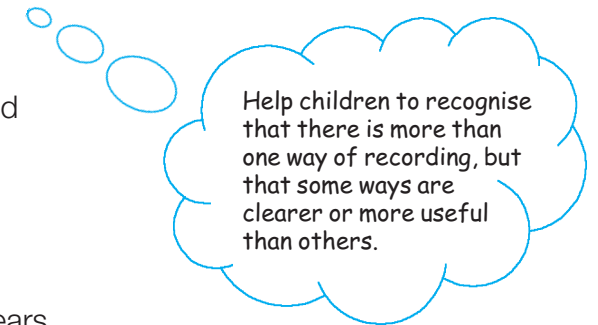 d
Help children to recognise
that there is more than
one way of recording, but
that some ways are
clearer or more useful
than others.
ears